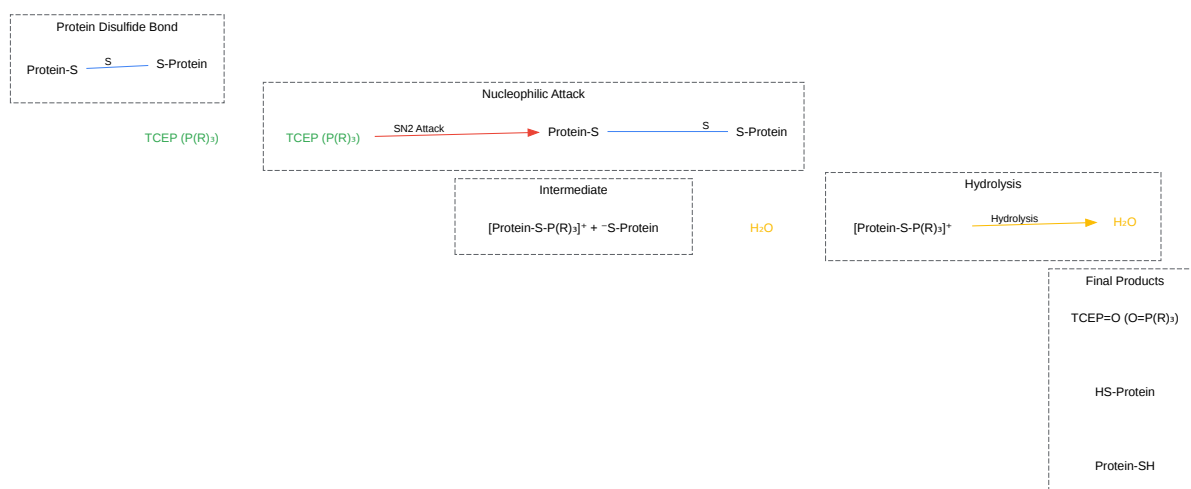 Protein Disulfide Bond
Protein-S
S
S-Protein
TCEP (P(R)₃)
Nucleophilic Attack
TCEP (P(R)₃)
SN2 Attack
Protein-S
S
S-Protein
Intermediate
[Protein-S-P(R)₃]⁺ + ⁻S-Protein
H₂O
Hydrolysis
[Protein-S-P(R)₃]⁺
Hydrolysis
H₂O
Final Products
TCEP=O (O=P(R)₃)
HS-Protein
Protein-SH